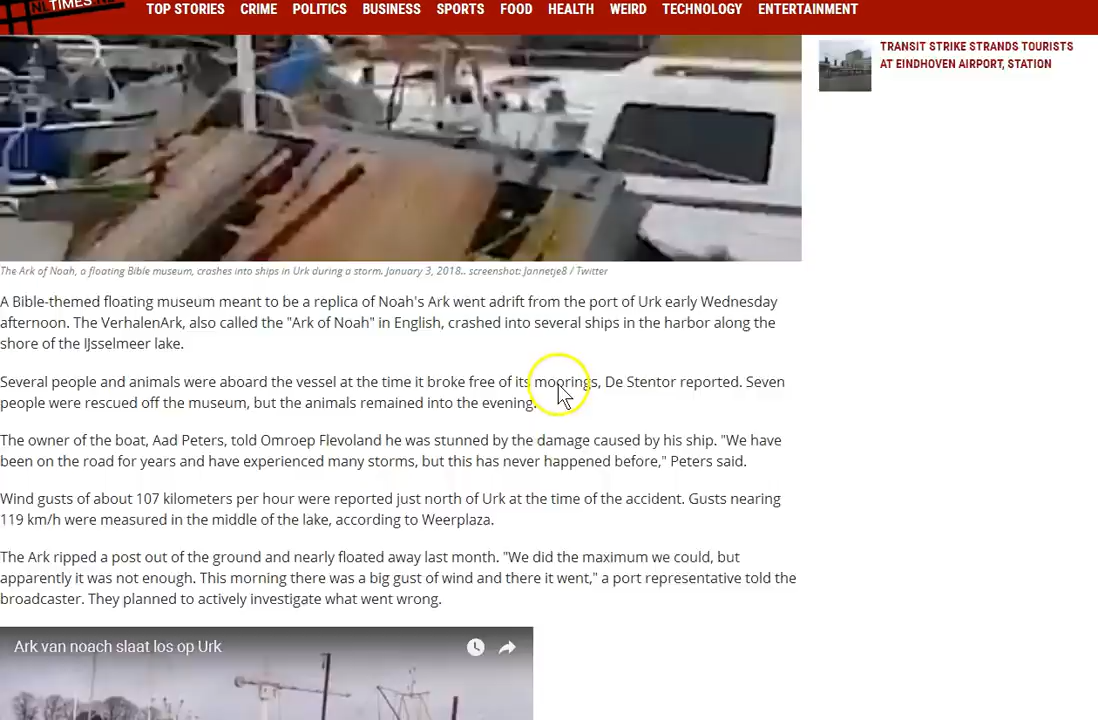 NL TIMES.NL
TOP STORIES CRIME POLITICS BUSINESS SPORTS FOOD HEALTH WEIRD TECHNOLOGY ENTERTAINMENT
TRANSIT STRIKE STRANDS TOURISTS
AT EINDHOVEN AIRPORT, STATION
The Ark of Noah, a floating Bible museum, crashes into ships in Urk during a storm. January 3, 2018.. screenshot: Jannetje8 / Twitter
A Bible-themed floating museum meant to be a replica of Noah's Ark went adrift from the port of Urk early Wednesday
afternoon. The VerhalenArk, also called the "Ark of Noah" in English, crashed into several ships in the harbor along the
shore of the IJsselmeer lake.
Several people and animals were aboard the vessel at the time it broke free of its moorings, De Stentor reported. Seven
people were rescued off the museum, but the animals remained into the evening.
The owner of the boat, Aad Peters, told Omroep Flevoland he was stunned by the damage caused by his ship. "We have
been on the road for years and have experienced many storms, but this has never happened before," Peters said.
Wind gusts of about 107 kilometers per hour were reported just north of Urk at the time of the accident. Gusts nearing
119 km/h were measured in the middle of the lake, according to Weerplaza.
The Ark ripped a post out of the ground and nearly floated away last month. "We did the maximum we could, but
apparently it was not enough. This morning there was a big gust of wind and there it went," a port representative told the
broadcaster. They planned to actively investigate what went wrong.
Ark van noach slaat los op Urk